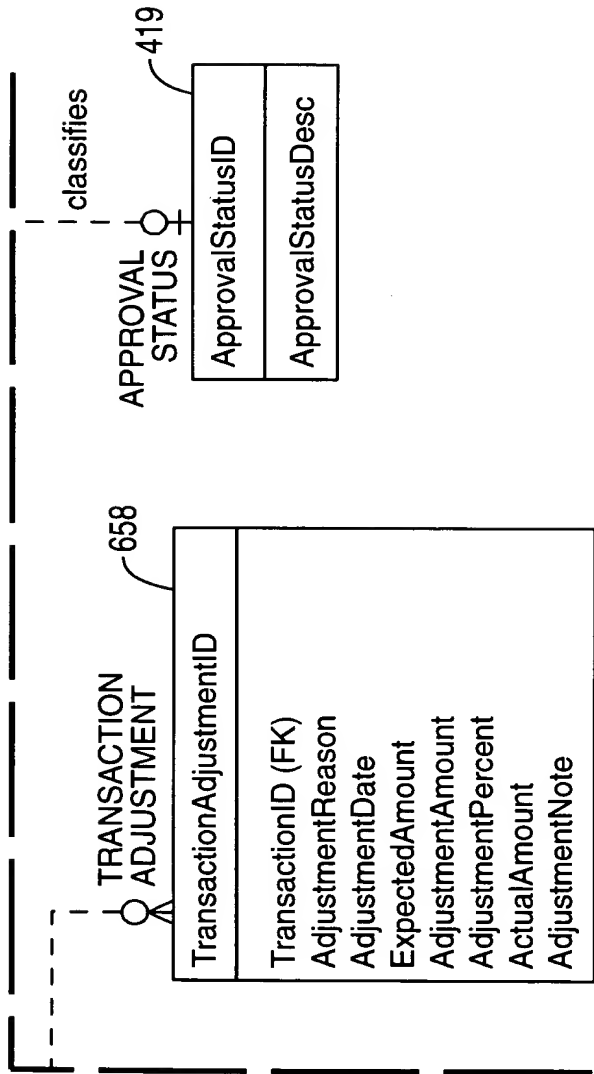 TRANSACTION
ADJUSTMENT
658
TransactionAdjustmentID
TransactionID (FK)
AdjustmentReason
AdjustmentDate
ExpectedAmount
AdjustmentAmount
AdjustmentPercent
ActualAmount
AdjustmentNote
classifies
APPROVAL
STATUS
419
ApprovalStatusID
ApprovalStatusDesc